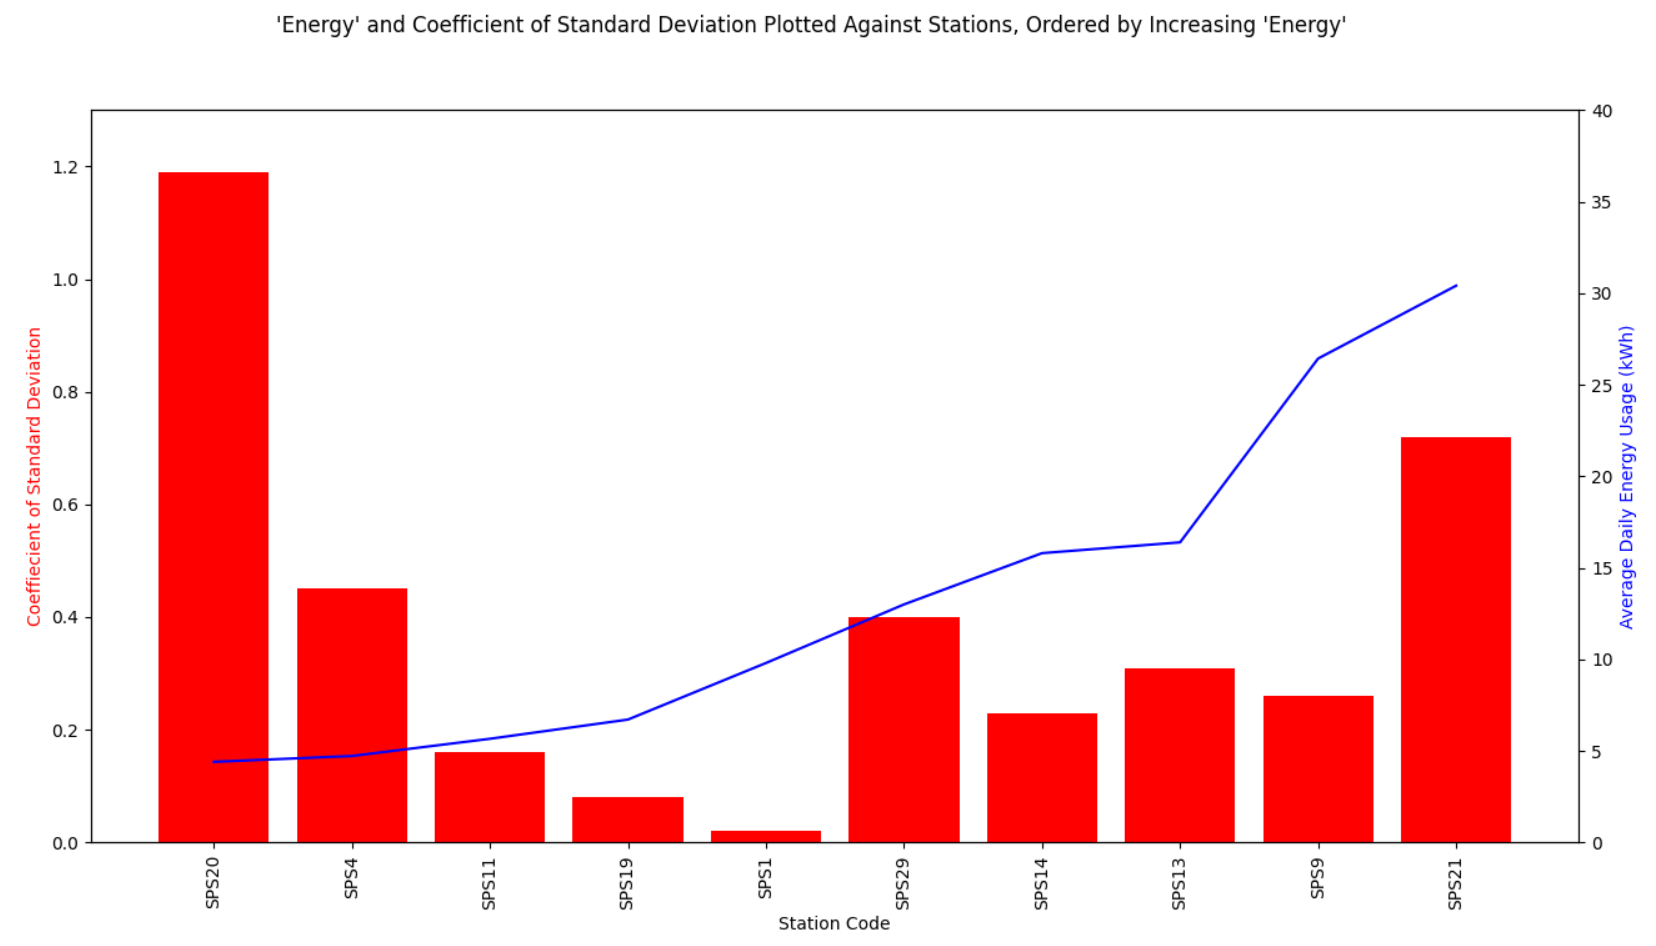 'Energy' and Coefficient of Standard Deviation Plotted Against Stations, Ordered by Increasing 'Energy'
Coeffiecient of Standard Deviation
1.2
1.0
0.8
0.6
0.4
0.2
0.0
40
35
30
25
20
15
10
5
0
Average Daily Energy Usage (kWh)
SPS20
SPS4
SPS11
SPS19
SPS1
SPS29
SPS14
SPS13
SPS9
SPS21
Station Code